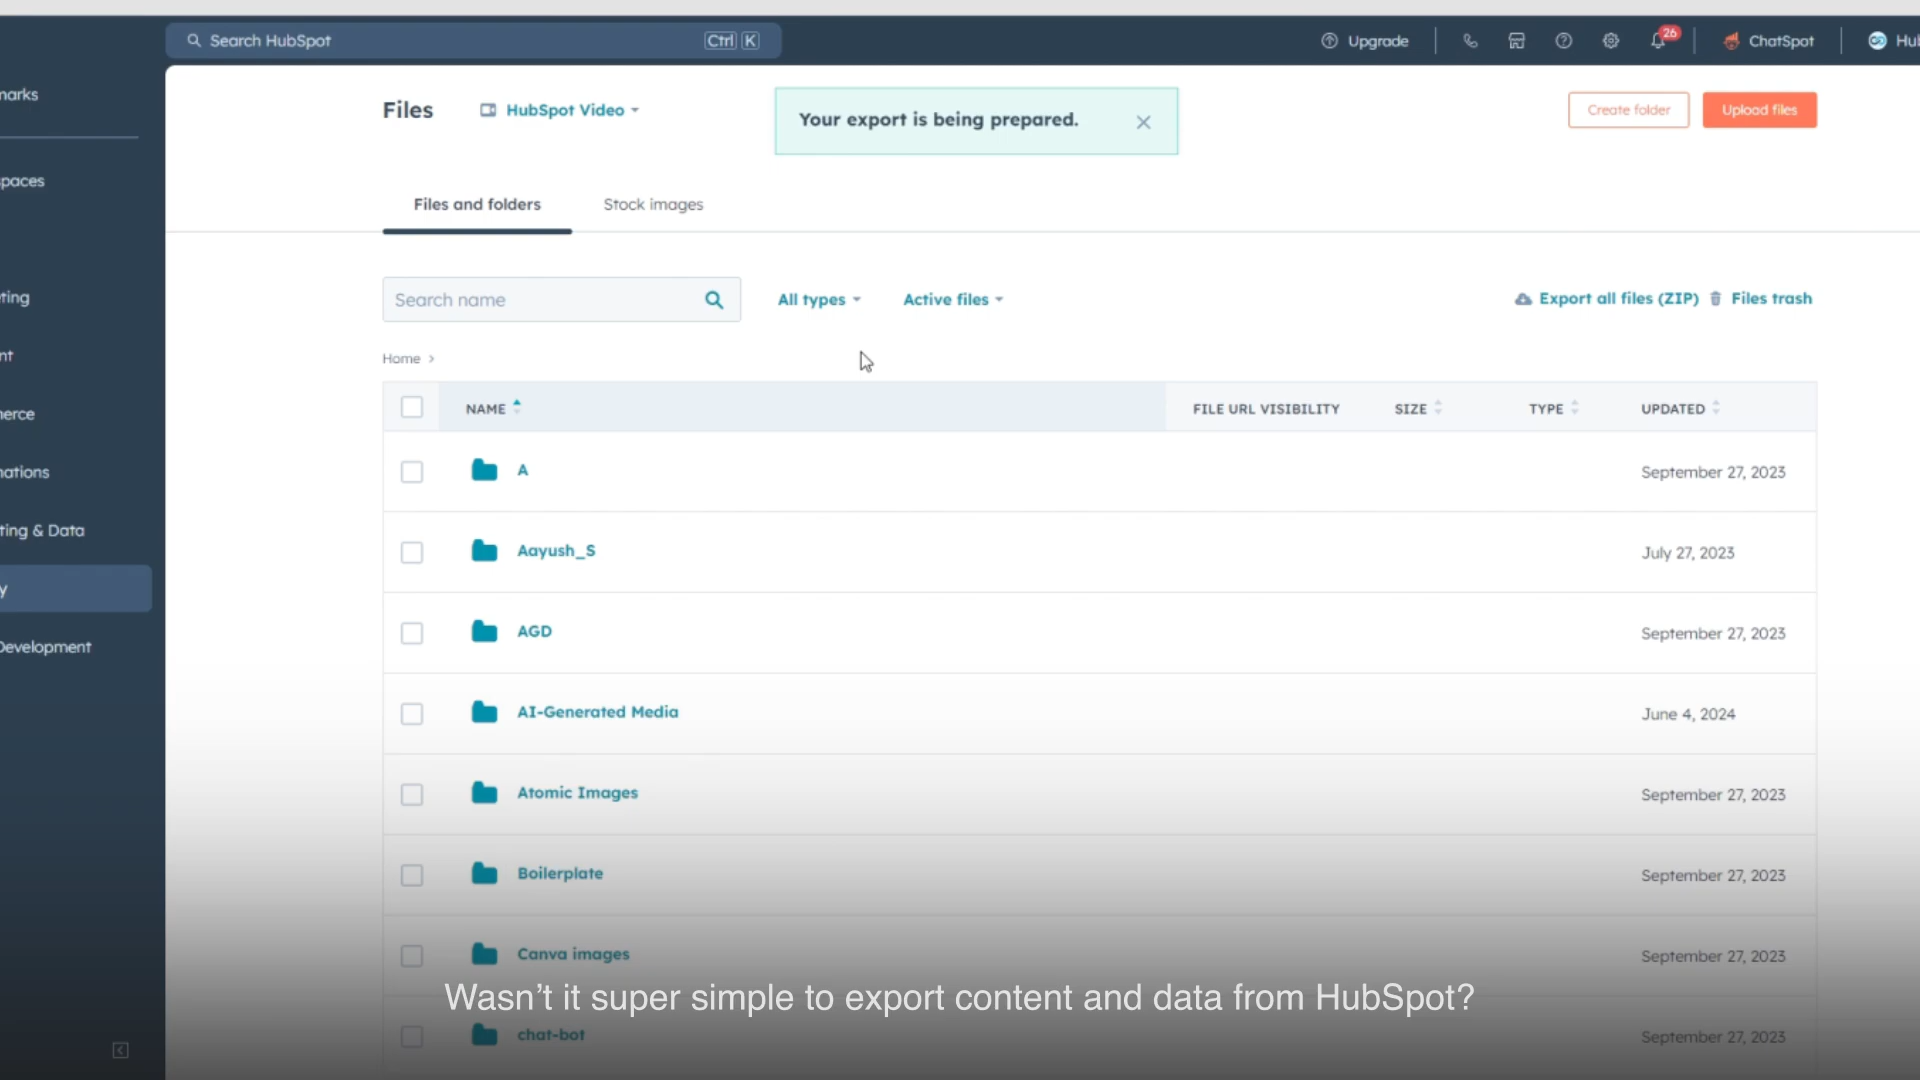 Search HubSpot Ctrl K Upgrade 26 ChatSpot Hub
marks
Files HubSpot Video Your export is being prepared. Create folder Upload files
paces
Files and folders Stock images
ting
Search name All types Active files Export all files (ZIP) Files trash
nt
Home
NAME FILE URL VISIBILITY SIZE TYPE UPDATED
erce
A September 27, 2023
nations
ting & Data
Aayush_S July 27, 2023
y
AGD September 27, 2023
Development
AI-Generated Media June 4, 2024
Atomic Images September 27, 2023
Boilerplate September 27, 2023
Canva images September 27, 2023
Wasn't it super simple to export content and data from HubSpot?
chat-bot September 27, 2023